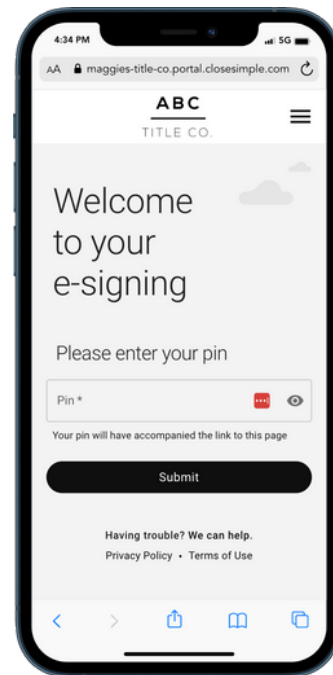 4:34 PM
5G
AA maggies-title-co.portal.closesimple.com
ABC
TITLE CO.
Welcome
to your
e-signing
Please enter your pin
Pin *
Your pin will have accompanied the link to this page
Submit
Having trouble? We can help.
Privacy Policy • Terms of Use